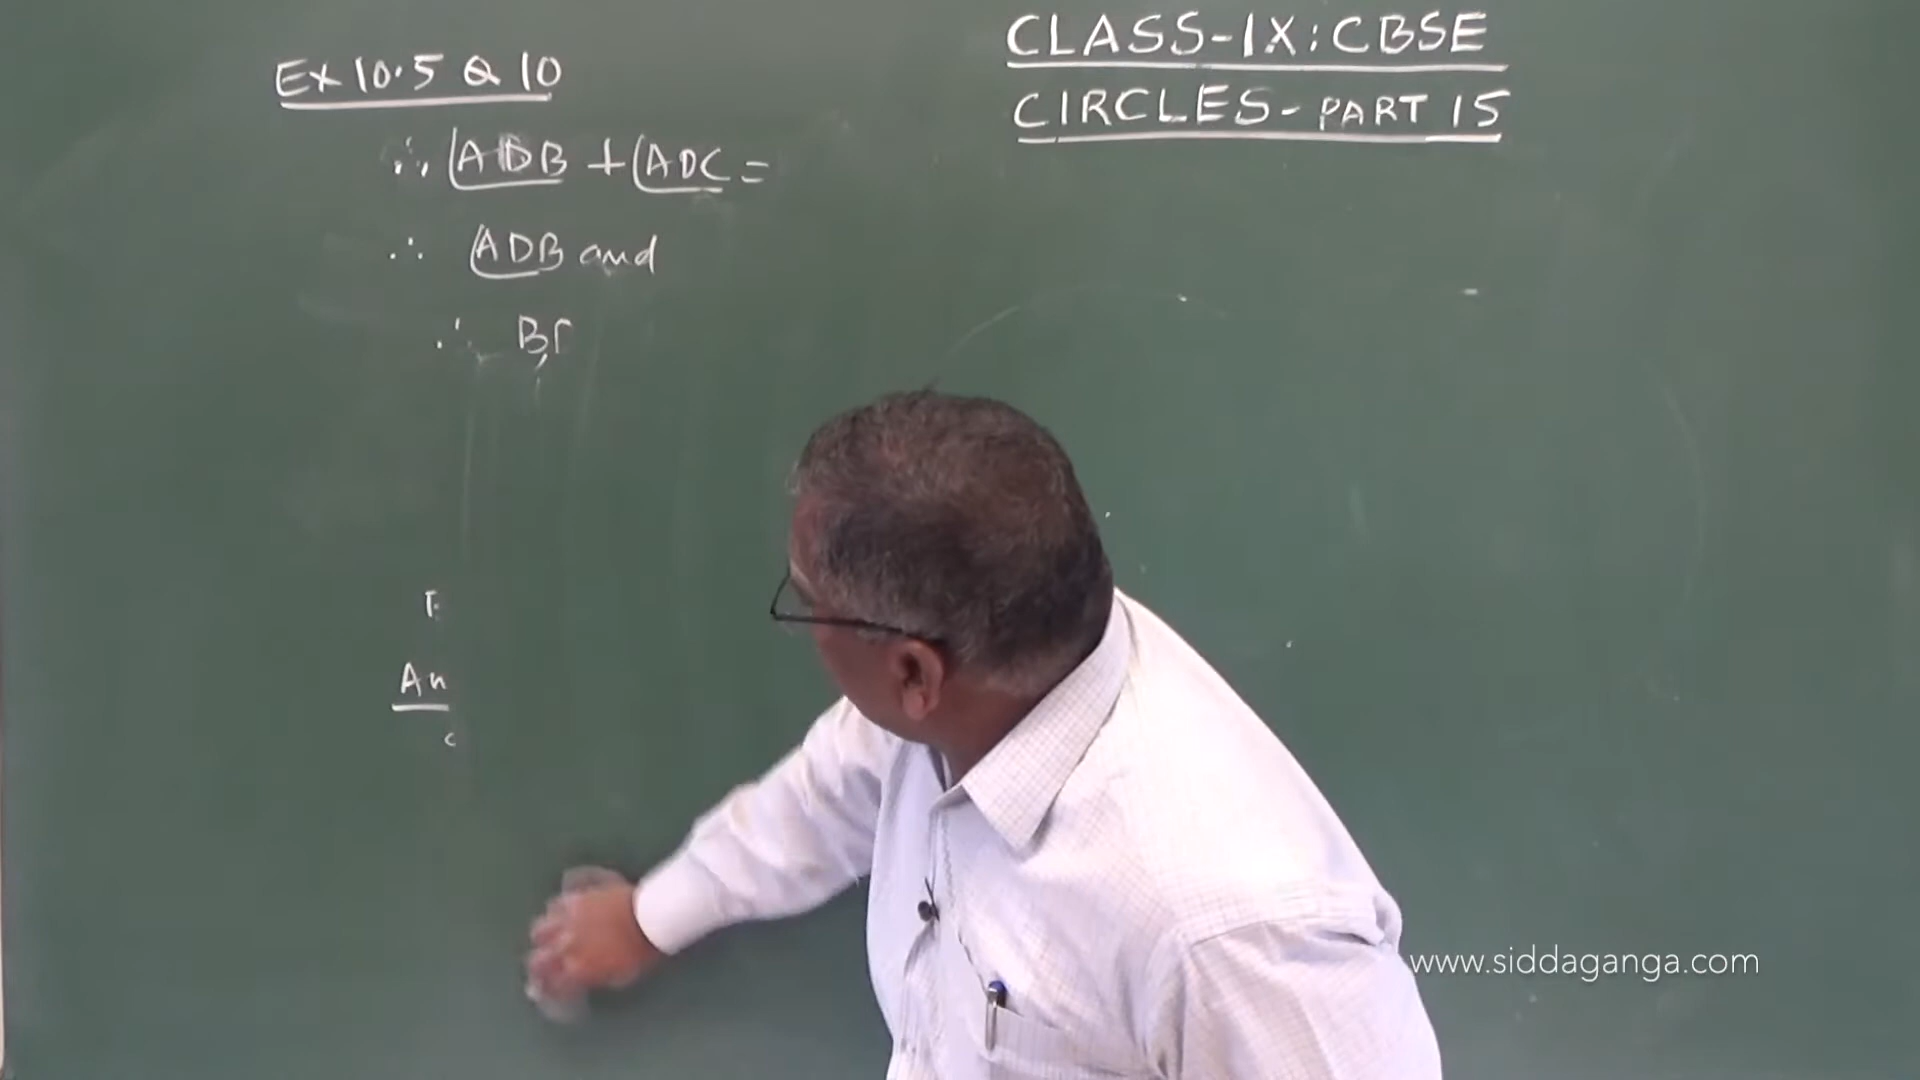 Ex 10.5 Q 10
CLASS-IX: CBSE
CIRCLES- PART 15
∴ ∠ADB + ∠ADC =
∴ ∠ADB and
∴ B,
An
c
www.siddaganga.com